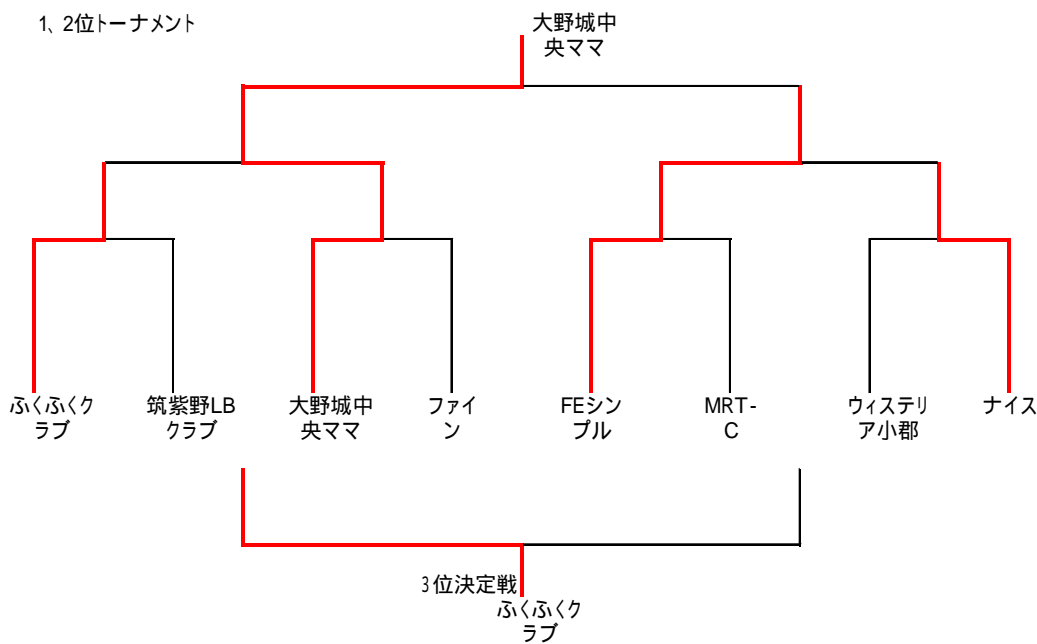 1、2位トーナメント
大野城中
央ママ
ふくふくク
ラブ
筑紫野LB
クラブ
大野城中
央ママ
ファイ
ン
FEシン
プル
MRT-
C
ウィステリ
ア小郡
ナイス
3位決定戦
ふくふくク
ラブ